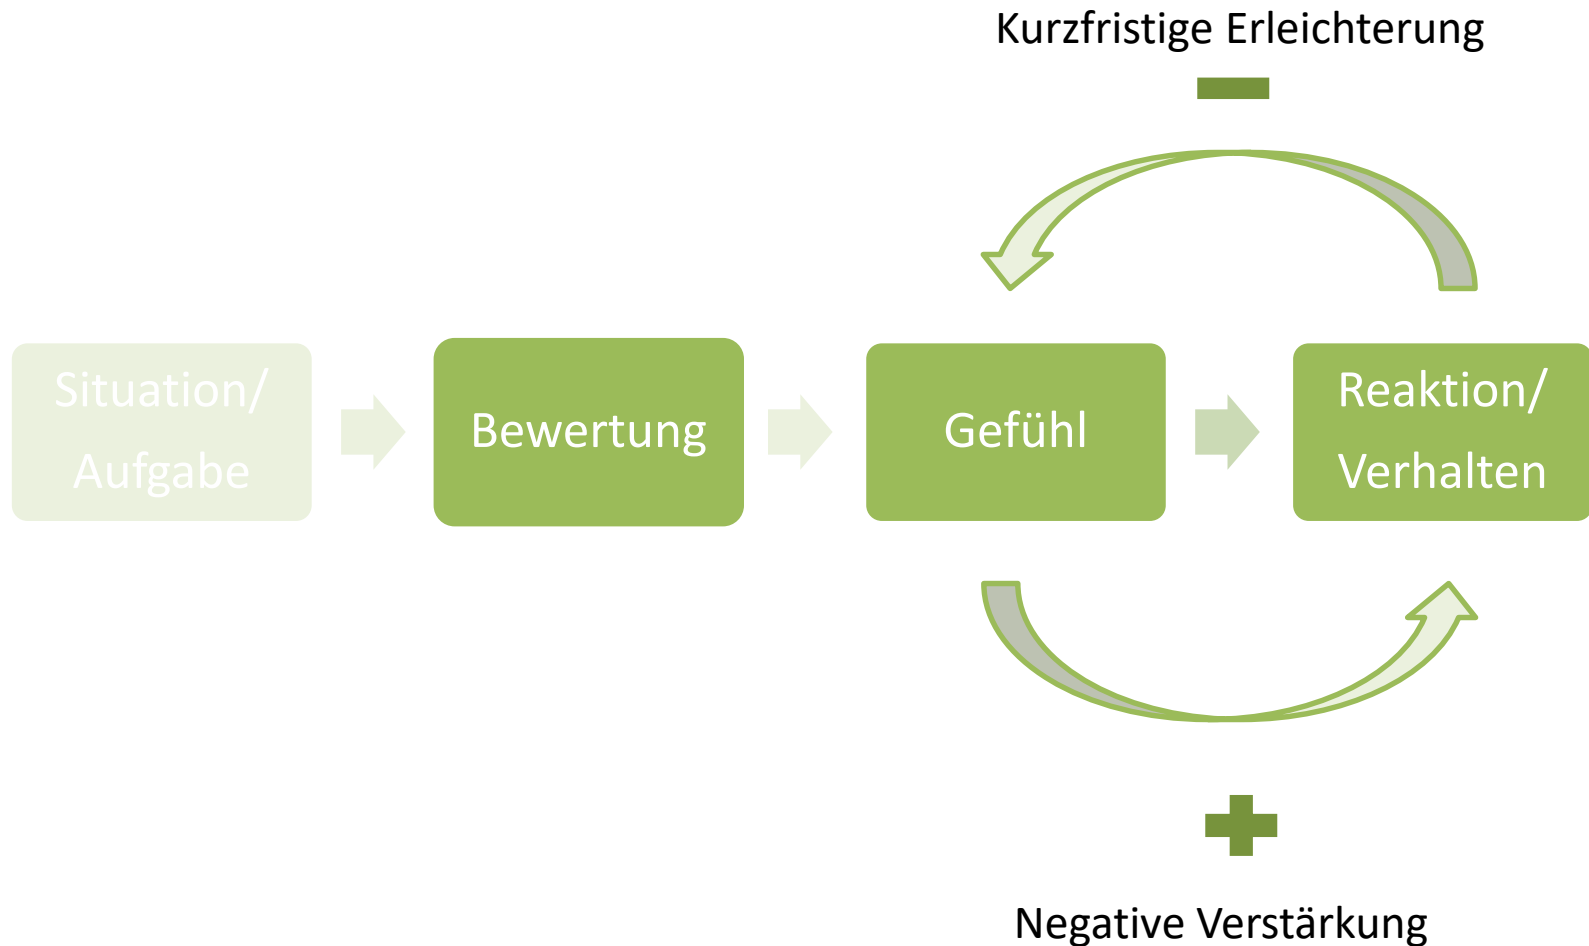 Kurzfristige Erleichterung
Situation/
Aufgabe
Bewertung
Gefühl
Reaktion/
Verhalten
Negative Verstärkung